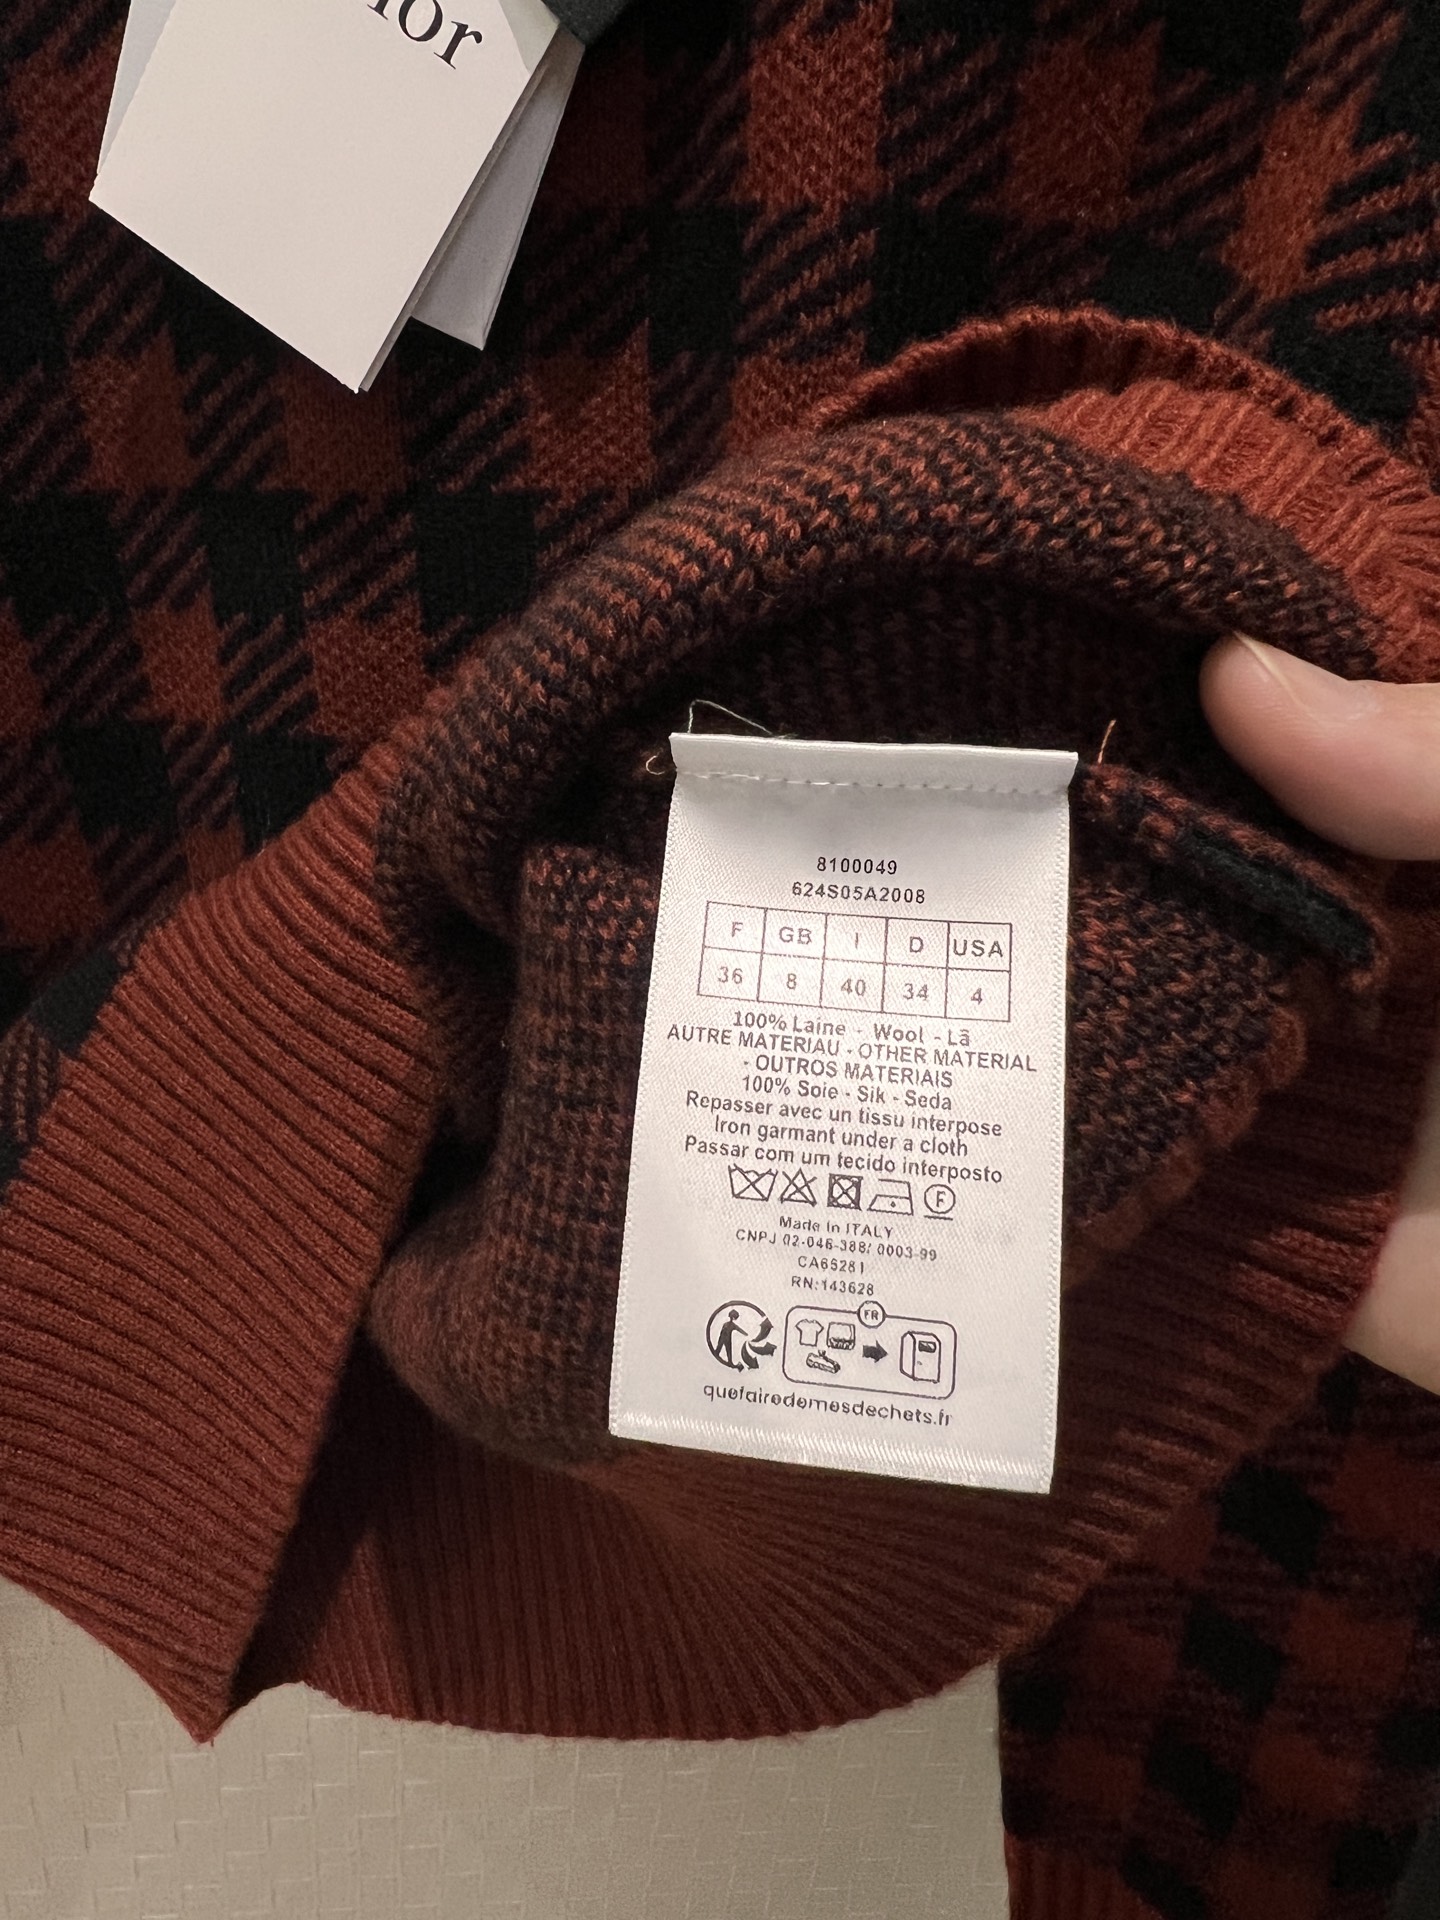 ior
8100049
624S05A2008
F GB I D USA
36 8 40 34 4
100% Laine - Wool - Lã
AUTRE MATERIAU - OTHER MATERIAL
- OUTROS MATERIAIS
100% Soie - Sik - Seda
Repasser avec un tissu interpose
Iron garment under a cloth
Passar com um tecido interposto
F
Made in ITALY
CNPJ 02-046-388/ 0003-99
CA65281
RN:143628
FR
quefairedemesdechets.fr